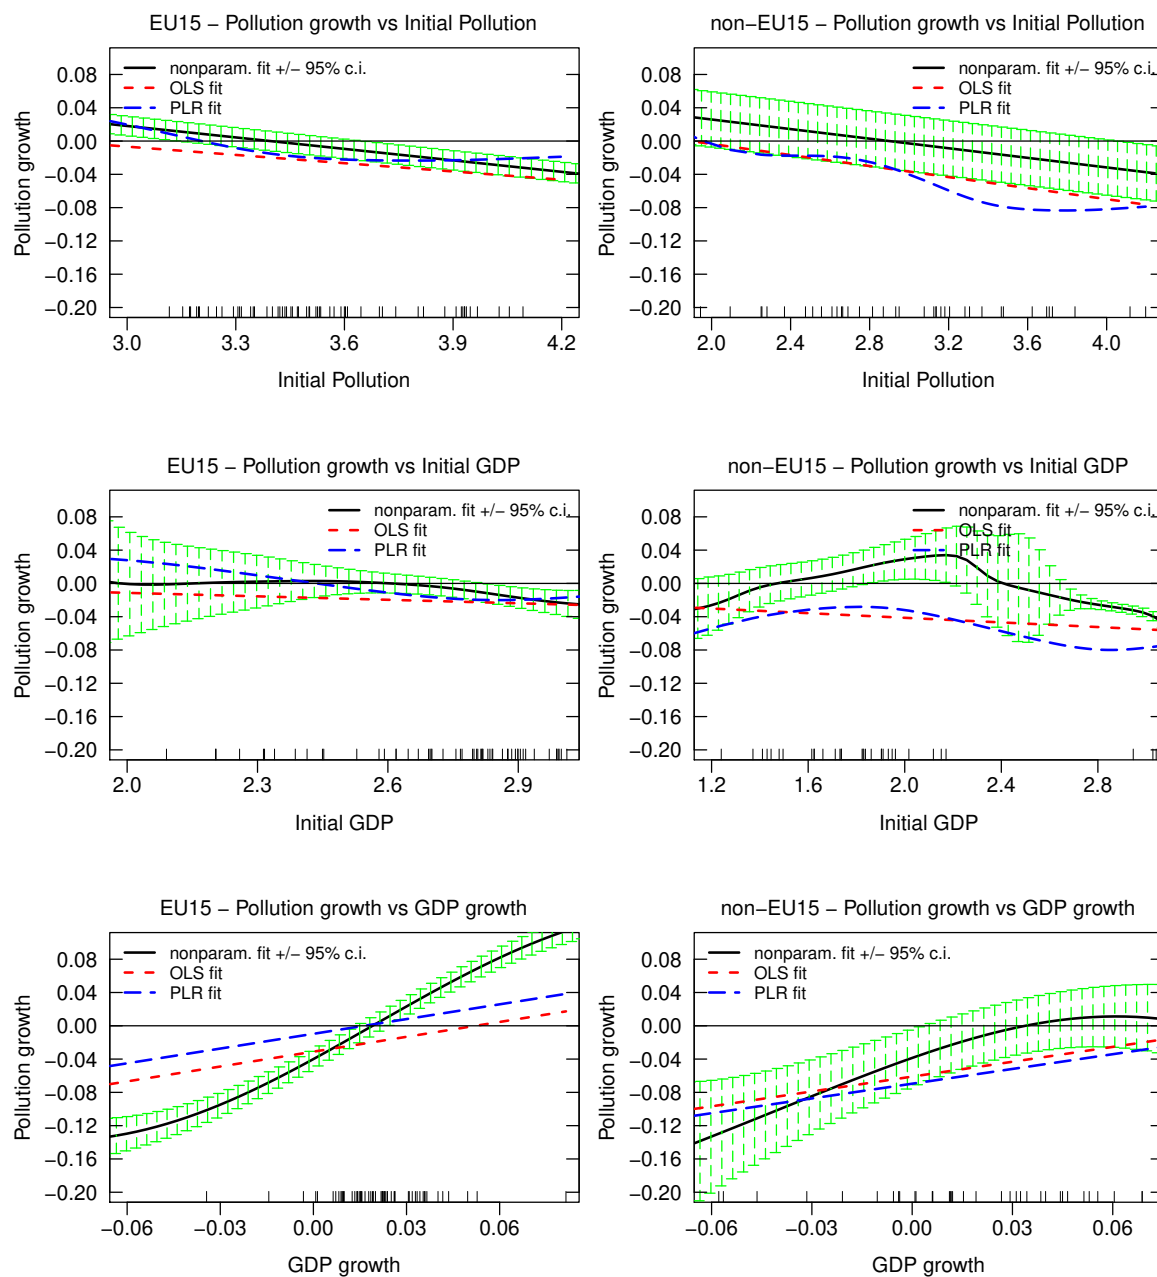 EU15 − Pollution growth vs Initial Pollution
nonparam. fit +/− 95% c.i.
OLS fit
PLR fit
0.08
0.04
0.00
−0.04
−0.08
−0.12
−0.16
−0.20
Pollution growth
3.0 3.3 3.6 3.9 4.2
Initial Pollution
non−EU15 − Pollution growth vs Initial Pollution
nonparam. fit +/− 95% c.i.
OLS fit
PLR fit
0.08
0.04
0.00
−0.04
−0.08
−0.12
−0.16
−0.20
Pollution growth
2.0 2.4 2.8 3.2 3.6 4.0
Initial Pollution
EU15 − Pollution growth vs Initial GDP
nonparam. fit +/− 95% c.i.
OLS fit
PLR fit
0.08
0.04
0.00
−0.04
−0.08
−0.12
−0.16
−0.20
Pollution growth
2.0 2.3 2.6 2.9
Initial GDP
non−EU15 − Pollution growth vs Initial GDP
nonparam. fit +/− 95% c.i.
OLS fit
PLR fit
0.08
0.04
0.00
−0.04
−0.08
−0.12
−0.16
−0.20
Pollution growth
1.2 1.6 2.0 2.4 2.8
Initial GDP
EU15 − Pollution growth vs GDP growth
nonparam. fit +/− 95% c.i.
OLS fit
PLR fit
0.08
0.04
0.00
−0.04
−0.08
−0.12
−0.16
−0.20
Pollution growth
−0.06 −0.03 0.00 0.03 0.06
GDP growth
non−EU15 − Pollution growth vs GDP growth
nonparam. fit +/− 95% c.i.
OLS fit
PLR fit
0.08
0.04
0.00
−0.04
−0.08
−0.12
−0.16
−0.20
Pollution growth
−0.06 −0.03 0.00 0.03 0.06
GDP growth